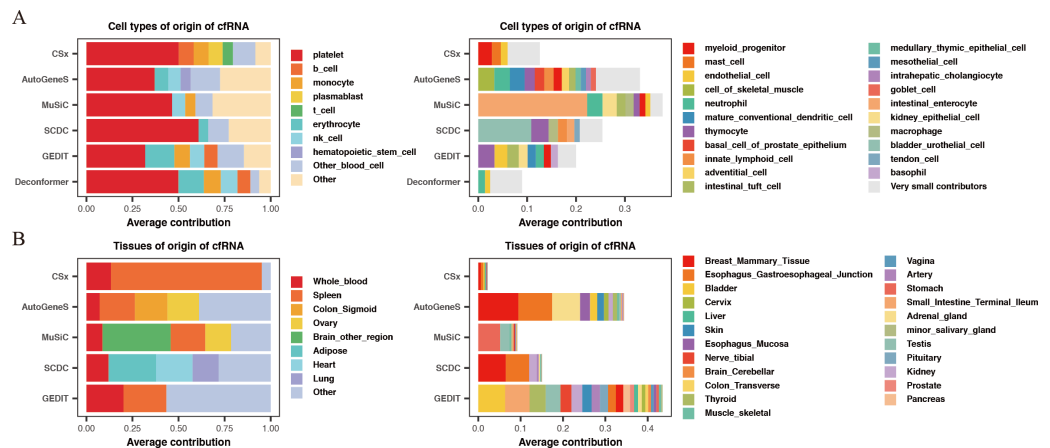 A
Cell types of origin of cfRNA
CSx
AutoGeneS
MuSiC
SCDC
GEDIT
Deconformer
0.00 0.25 0.50 0.75 1.00
Average contribution
platelet
b_cell
monocyte
plasmablast
t_cell
erythrocyte
nk_cell
hematopoietic_stem_cell
Other_blood_cell
Other
Cell types of origin of cfRNA
CSx
AutoGeneS
MuSiC
SCDC
GEDIT
Deconformer
0.0 0.1 0.2 0.3
Average contribution
myeloid_progenitor
mast_cell
endothelial_cell
cell_of_skeletal_muscle
neutrophil
mature_conventional_dendritic_cell
thymocyte
basal_cell_of_prostate_epithelium
innate_lymphoid_cell
adventitial_cell
intestinal_tuft_cell
medullary_thymic_epithelial_cell
mesothelial_cell
intrahepatic_cholangiocyte
goblet_cell
intestinal_enterocyte
kidney_epithelial_cell
macrophage
bladder_urothelial_cell
tendon_cell
basophil
Very small contributors
B
Tissues of origin of cfRNA
CSx
AutoGeneS
MuSiC
SCDC
GEDIT
0.00 0.25 0.50 0.75 1.00
Average contribution
Whole_blood
Spleen
Colon_Sigmoid
Ovary
Brain_other_region
Adipose
Heart
Lung
Other
Tissues of origin of cfRNA
CSx
AutoGeneS
MuSiC
SCDC
GEDIT
0.0 0.1 0.2 0.3 0.4
Average contribution
Breast_Mammary_Tissue
Esophagus_Gastroesophageal_Junction
Bladder
Cervix
Liver
Skin
Esophagus_Mucosa
Nerve_tibial
Brain_Cerebellar
Colon_Transverse
Thyroid
Muscle_skeletal
Vagina
Artery
Stomach
Small_Intestine_Terminal_Ileum
Adrenal_gland
minor_salivary_gland
Testis
Pituitary
Kidney
Prostate
Pancreas